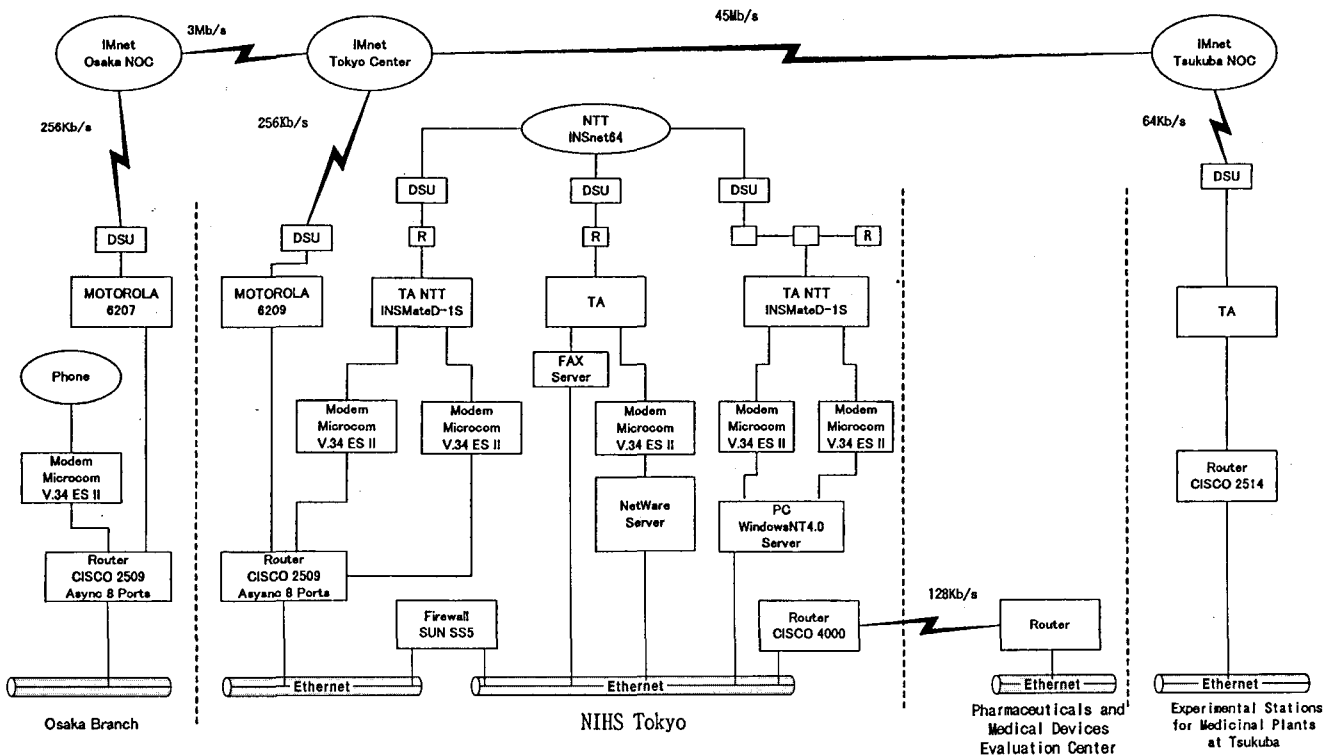 45Mb/s
3Mb/s
IMnet
Osaka NOC
IMnet
Tokyo Center
IMnet
Tsukuba NOC
256Kb/s
256Kb/s
NTT
INSnet64
64Kb/s
DSU
DSU
DSU
DSU
DSU
DSU
R
R
R
MOTOROLA
6207
MOTOROLA
6209
TA NTT
INSMateD-1S
TA
TA NTT
INSMateD-1S
TA
FAX
Server
Phone
Modem
Microcom
V.34 ES II
Modem
Microcom
V.34 ES II
Modem
Microcom
V.34 ES II
Modem
Microcom
V.34 ES II
Modem
Microcom
V.34 ES II
Modem
Microcom
V.34 ES II
Router
CISCO 2514
NetWare
Server
PC
WindowsNT4.0
Server
Router
CISCO 2509
Async 8 Ports
Router
CISCO 2509
Async 8 Ports
Firewall
SUN SS5
Router
CISCO 4000
128Kb/s
Router
Ethernet
Ethernet
Ethernet
Osaka Branch
NIHS Tokyo
Pharmaceuticals and
Medical Devices
Evaluation Center
Experimental Stations
for Medicinal Plants
at Tsukuba